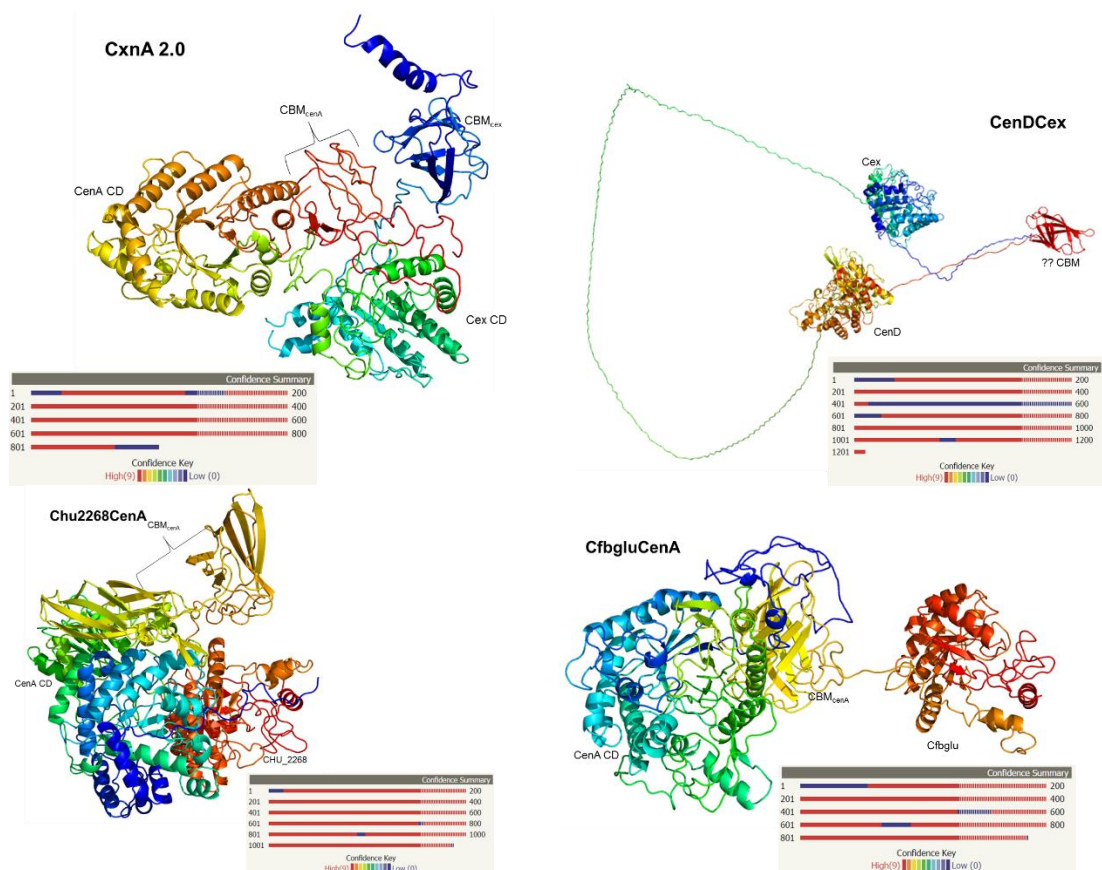 CxnA 2.0
CBMcenA
CBMcex
CenA CD
Cex CD
Confidence Summary
1 200
201 400
401 600
601 800
801
Confidence Key
High(9) Low (0)
CenDCex
Cex
?? CBM
CenD
Confidence Summary
1 200
201 400
401 600
601 800
801 1000
1001 1200
1201
Confidence Key
High(9) Low (0)
Chu2268CenA
CBMcenA
CenA CD
CHU_2268
Confidence Summary
1 200
201 400
401 600
601 800
801 1000
1001
Confidence Key
High(9) Low (0)
CfbgluCenA
CBMcenA
CenA CD
Cfbglu
Confidence Summary
1 200
201 400
401 600
601 800
801
Confidence Key
High(9) Low (0)